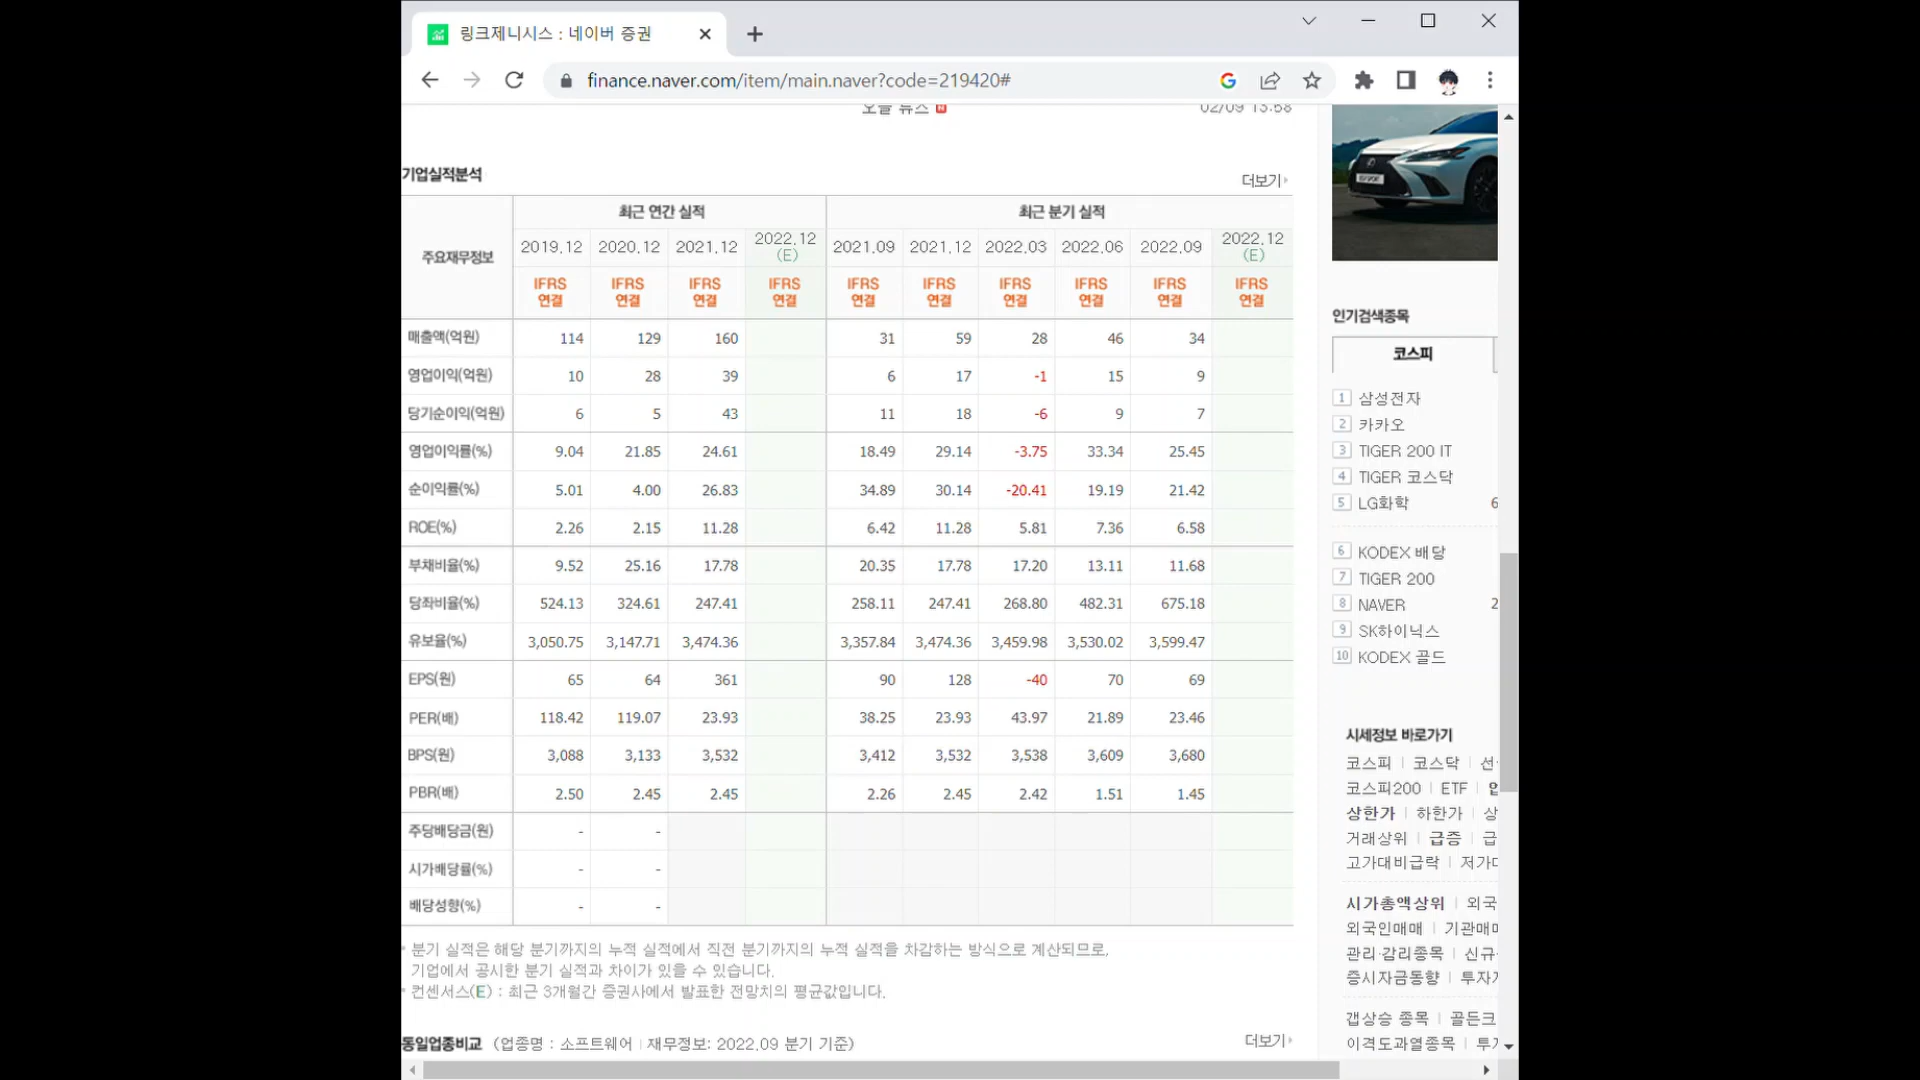 링크제니시스 : 네이버 증권
finance.naver.com/item/main.naver?code=219420#
오늘 뉴스 N 02/09 13:58
기업실적분석 더보기
주요재무정보 최근 연간 실적 최근 분기 실적
2019.12 2020.12 2021.12 2022.12 (E) 2021.09 2021.12 2022.03 2022.06 2022.09 2022.12 (E)
IFRS 연결 IFRS 연결 IFRS 연결 IFRS 연결 IFRS 연결 IFRS 연결 IFRS 연결 IFRS 연결 IFRS 연결 IFRS 연결
매출액(억원) 114 129 160 31 59 28 46 34
영업이익(억원) 10 28 39 6 17 -1 15 9
당기순이익(억원) 6 5 43 11 18 -6 9 7
영업이익률(%) 9.04 21.85 24.61 18.49 29.14 -3.75 33.34 25.45
순이익률(%) 5.01 4.00 26.83 34.89 30.14 -20.41 19.19 21.42
ROE(%) 2.26 2.15 11.28 6.42 11.28 5.81 7.36 6.58
부채비율(%) 9.52 25.16 17.78 20.35 17.78 17.20 13.11 11.68
당좌비율(%) 524.13 324.61 247.41 258.11 247.41 268.80 482.31 675.18
유보율(%) 3,050.75 3,147.71 3,474.36 3,357.84 3,474.36 3,459.98 3,530.02 3,599.47
EPS(원) 65 64 361 90 128 -40 70 69
PER(배) 118.42 119.07 23.93 38.25 23.93 43.97 21.89 23.46
BPS(원) 3,088 3,133 3,532 3,412 3,532 3,538 3,609 3,680
PBR(배) 2.50 2.45 2.45 2.26 2.45 2.42 1.51 1.45
주당배당금(원) - -
시가배당률(%) - -
배당성향(%) - -
* 분기 실적은 해당 분기까지의 누적 실적에서 직전 분기까지의 누적 실적을 차감하는 방식으로 계산되므로,
기업에서 공시한 분기 실적과 차이가 있을 수 있습니다.
* 컨센서스(E) : 최근 3개월간 증권사에서 발표한 전망치의 평균값입니다.
동일업종비교 (업종명 : 소프트웨어 | 재무정보: 2022.09 분기 기준) 더보기
인기검색종목
코스피
1 삼성전자
2 카카오
3 TIGER 200 IT
4 TIGER 코스닥
5 LG화학 6
6 KODEX 배당
7 TIGER 200
8 NAVER 2
9 SK하이닉스
10 KODEX 골드
시세정보 바로가기
코스피 | 코스닥 | 선
코스피200 | ETF
상한가 | 하한가 | 상
거래상위 | 급증 | 급
고가대비급락 | 저가
시가총액상위 | 외국
외국인매매 | 기관매
관리·감리종목 | 신규
증시자금동향 | 투자
갭상승 종목 | 골든크
이격도과열종목 | 투